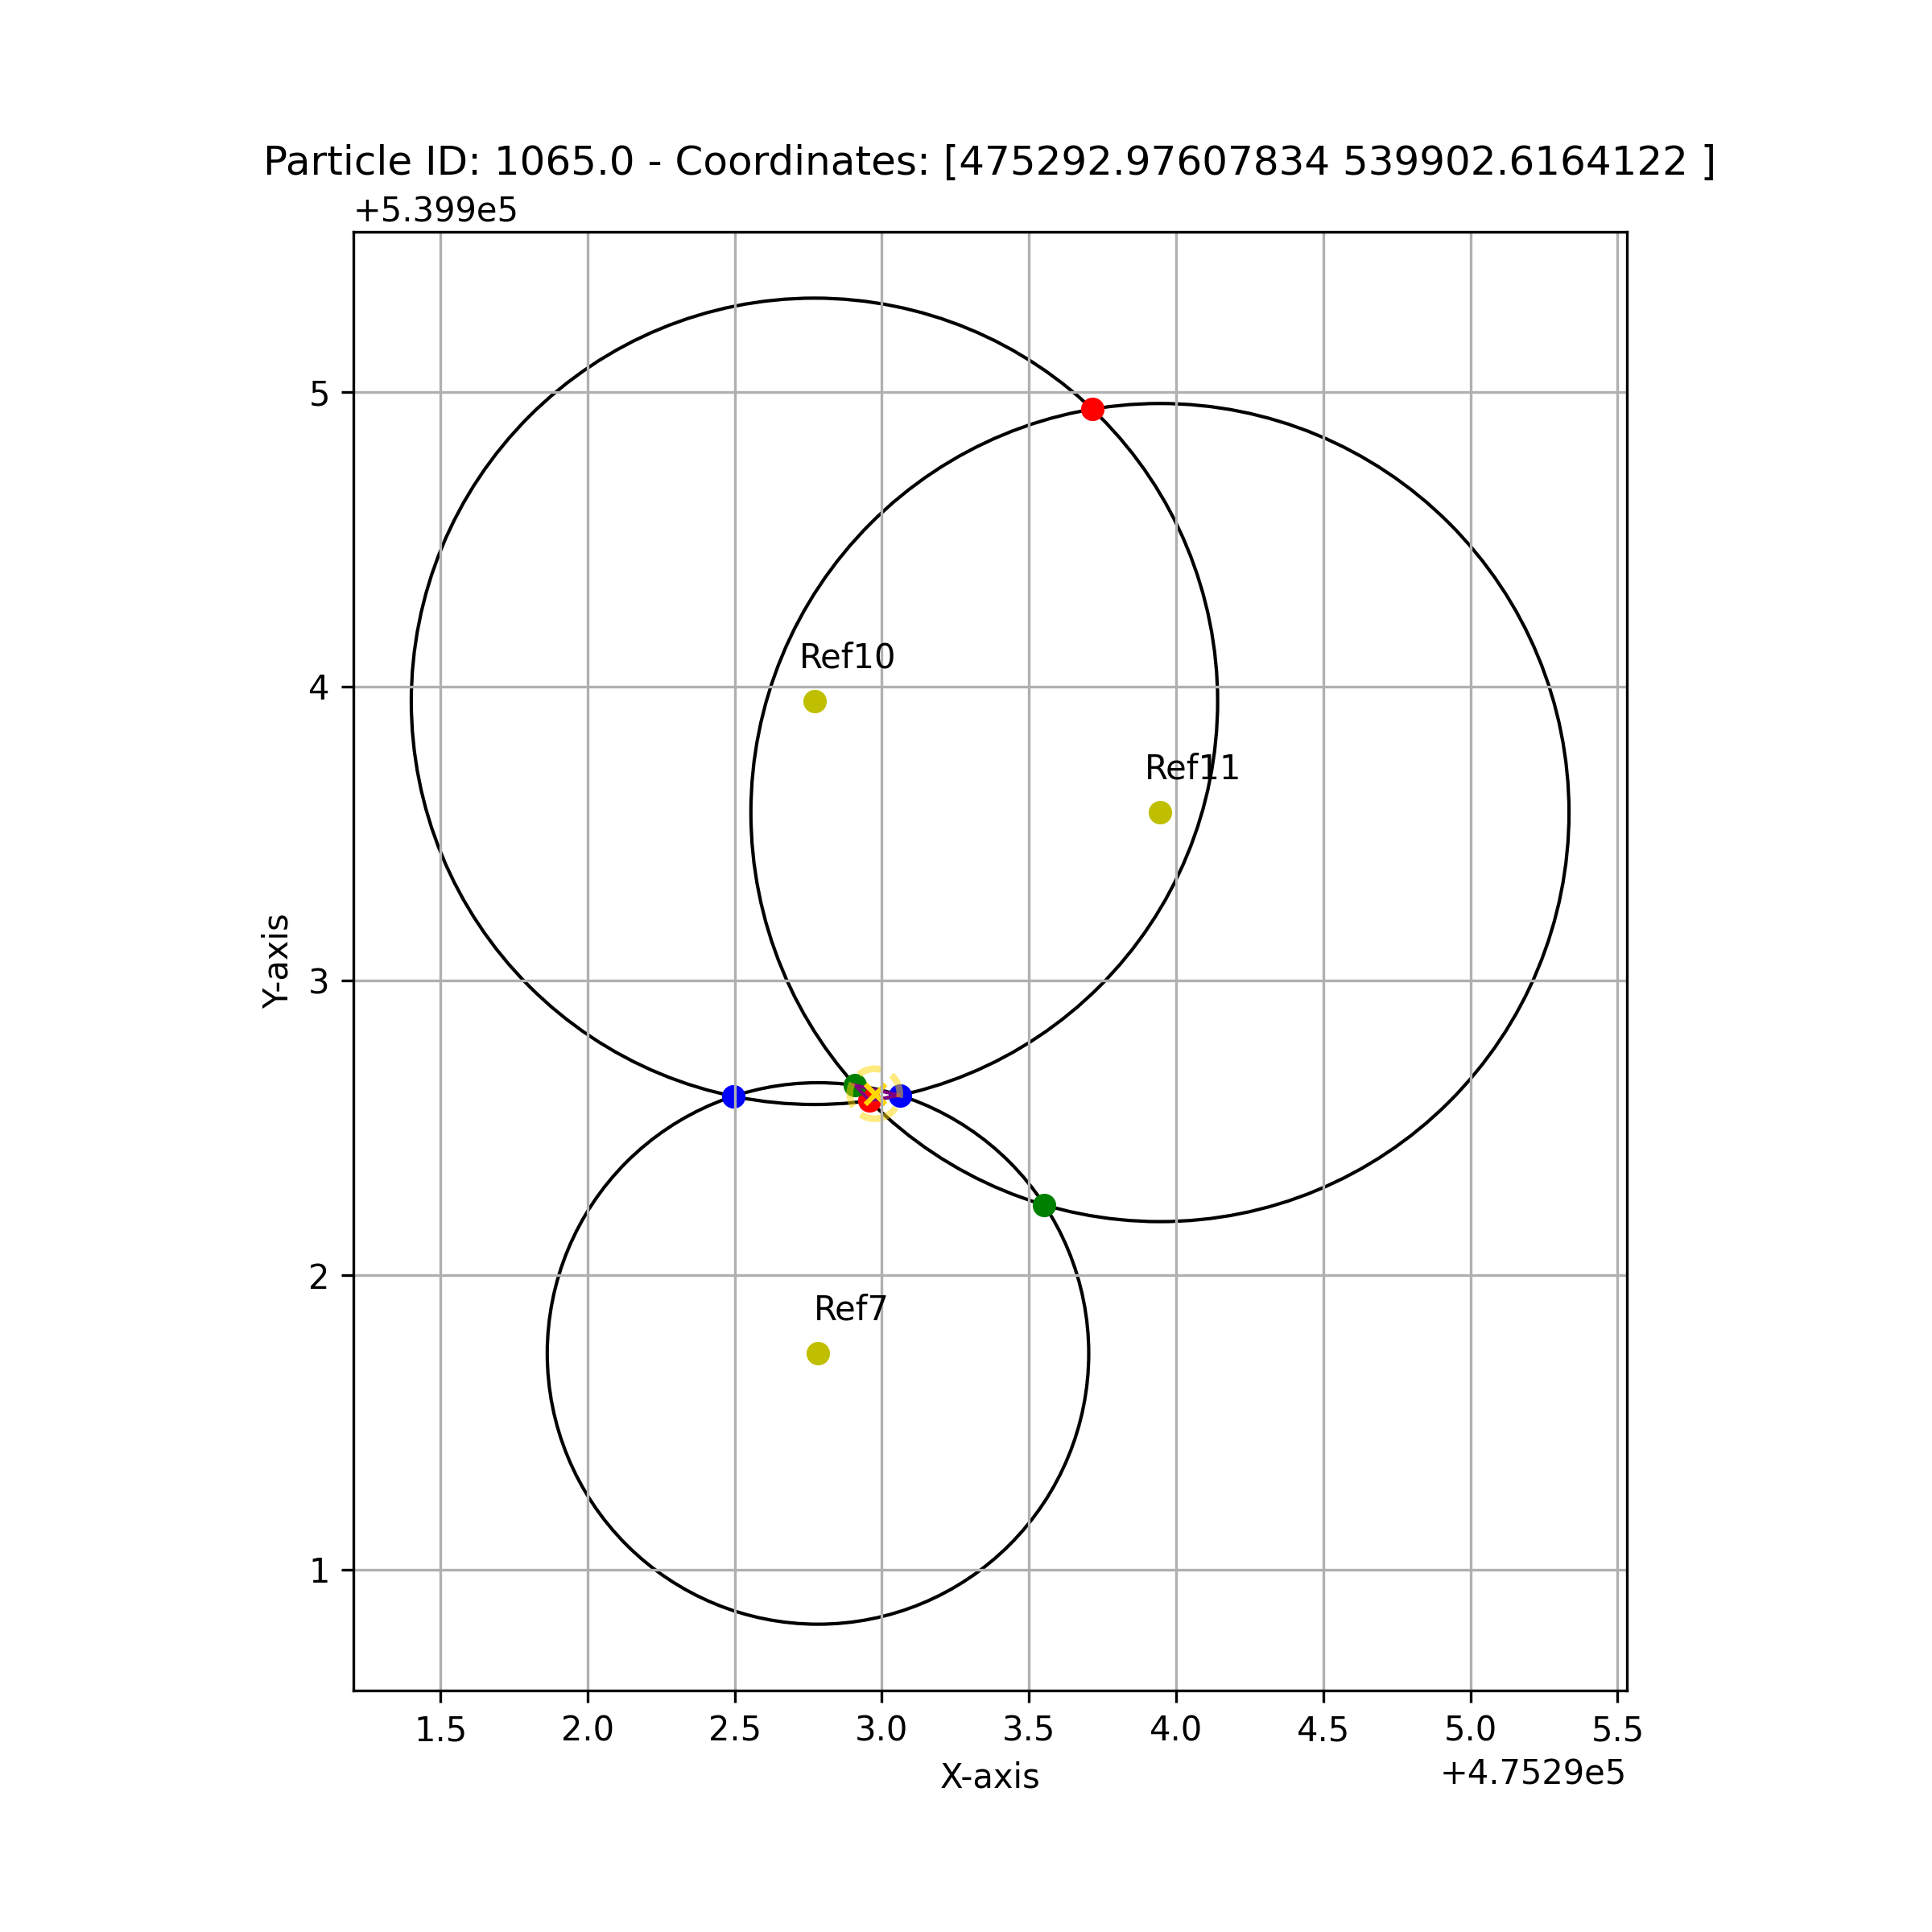 Particle ID: 1065.0 - Coordinates: [475292.97607834 539902.6164122 ]
+5.399e5
5
4
3
2
1
Y-axis
Ref10
Ref11
Ref7
1.5 2.0 2.5 3.0 3.5 4.0 4.5 5.0 5.5
X-axis
+4.7529e5